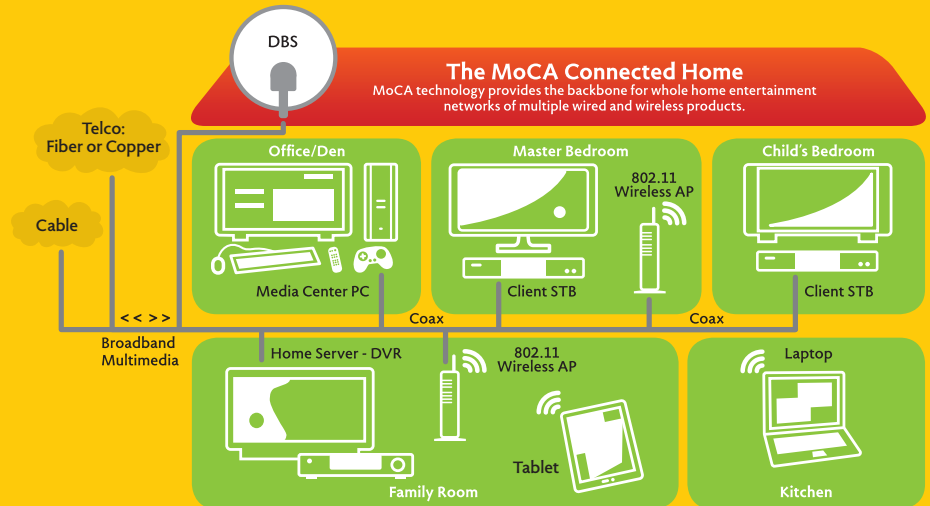 DBS
The MoCA Connected Home
MoCA technology provides the backbone for whole home entertainment
networks of multiple wired and wireless products.
Telco:
Fiber or Copper
Cable
Office/Den
Media Center PC
Master Bedroom
802.11
Wireless AP
Client STB
Child's Bedroom
Client STB
<< >>
Broadband
Multimedia
Coax
Coax
Home Server - DVR
802.11
Wireless AP
Tablet
Family Room
Laptop
Kitchen